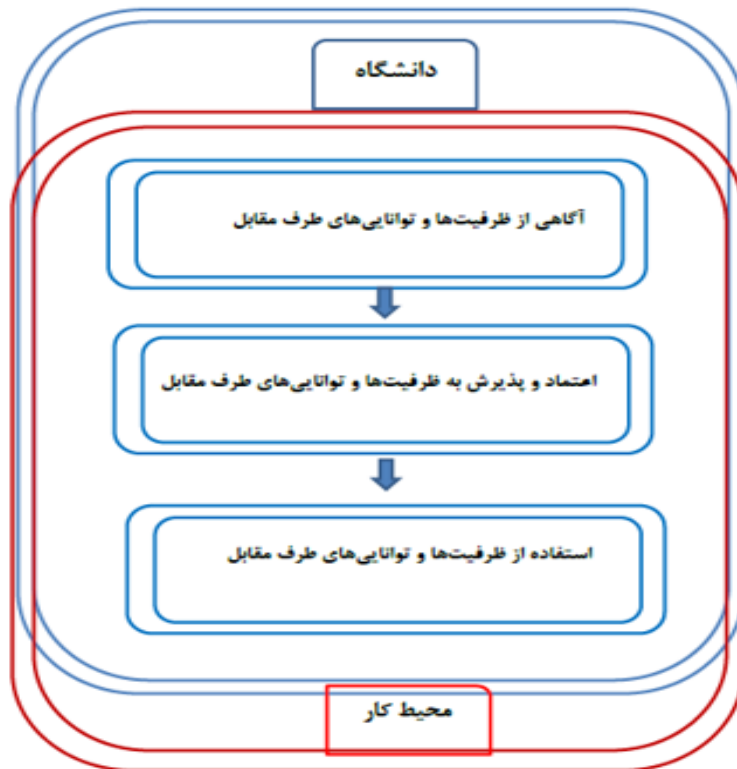 دانشگاه
آگاهی از ظرفیت‌ها و توانایی‌های طرف مقابل
اعتماد و پذیرش به ظرفیت‌ها و توانایی‌های طرف مقابل
استفاده از ظرفیت‌ها و توانایی‌های طرف مقابل
محیط کار